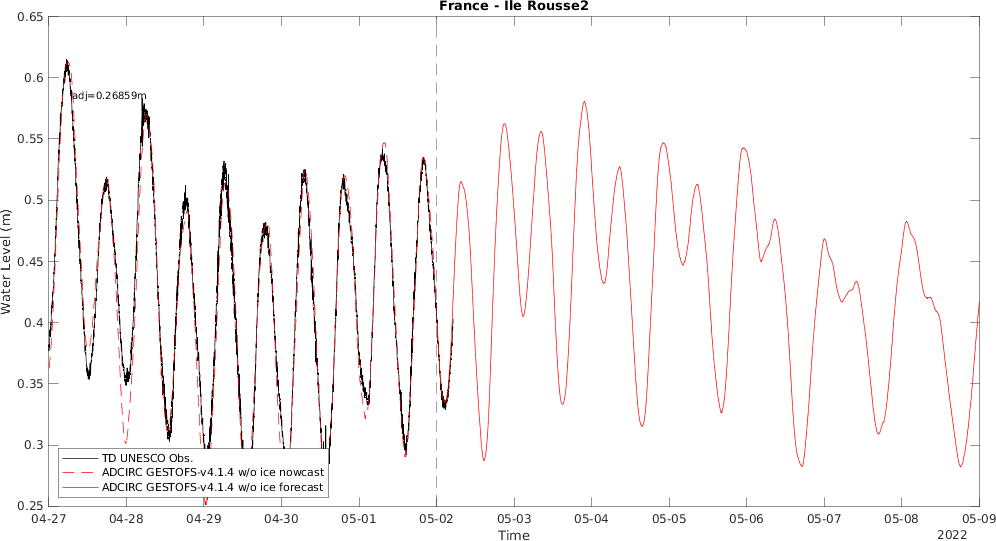 France - Ile Rousse2
0.65
0.6
adj=0.26859m
0.55
0.5
0.45
0.4
0.35
0.3
0.25
Water Level (m)
TD UNESCO Obs.
ADCIRC GESTOFS-v4.1.4 w/o ice nowcast
ADCIRC GESTOFS-v4.1.4 w/o ice forecast
04-27 04-28 04-29 04-30 05-01 05-02 05-03 05-04 05-05 05-06 05-07 05-08 05-09
Time
2022